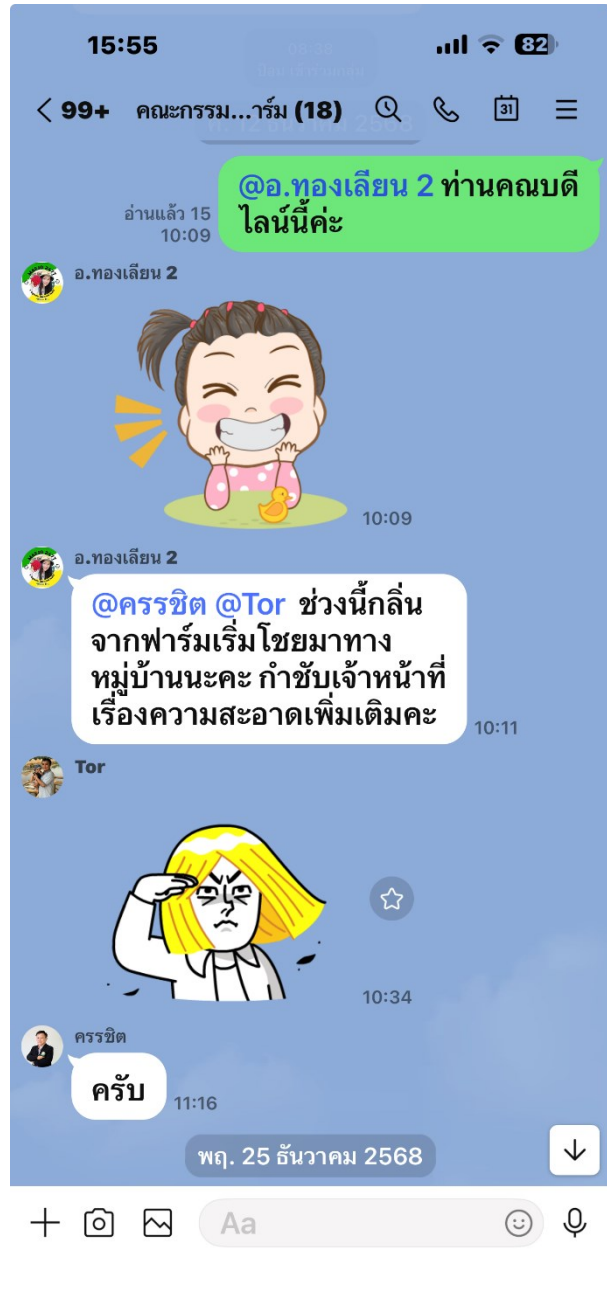 15:55
82
99+ คณะกรรม...าร์ม (18)
31
@อ.ทองเลียน 2 ท่านคณบดี
ไลน์นี้ค่ะ
อ่านแล้ว 15
10:09
อ.ทองเลียน 2
10:09
อ.ทองเลียน 2
@ครรชิต @Tor ช่วงนี้กลิ่น
จากฟาร์มเริ่มโชยมาทาง
หมู่บ้านนะคะ กำชับเจ้าหน้าที่
เรื่องความสะอาดเพิ่มเติมคะ
10:11
Tor
10:34
ครรชิต
ครับ
11:16
พฤ. 25 ธันวาคม 2568
Aa